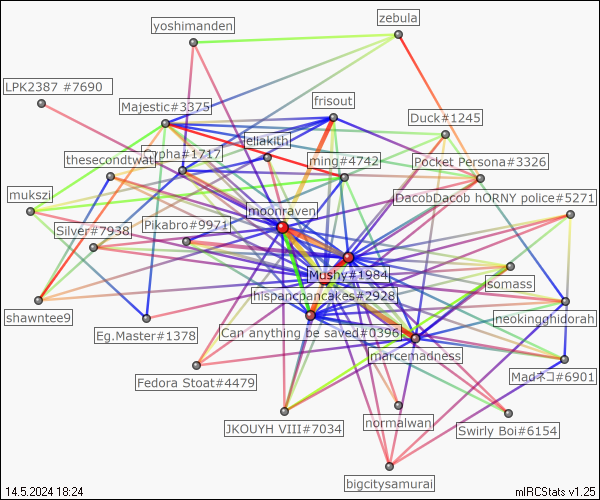 zebula
yoshimanden
LPK2387 #7690
Majestic#3375
frisout
Duck#1245
thesecondtwat
Cypha#1717
leliakith
ming#4742
Pocket Persona#3326
mukszi
DacobDacob hORNY police#5271
moonraven
Silver#7938
Pikabro#9971
Mushy#1984
somass
hispancpancakes#2928
shawntee9
neokingghidorah
Eg.Master#1378
Can anything be saved#0396
marcemadness
Fedora Stoat#4479
Madネコ#6901
JKOUYH VIII#7034
normalwan
Swirly Boi#6154
bigcitysamurai
14.5.2024 18:24
mIRCStats v1.25